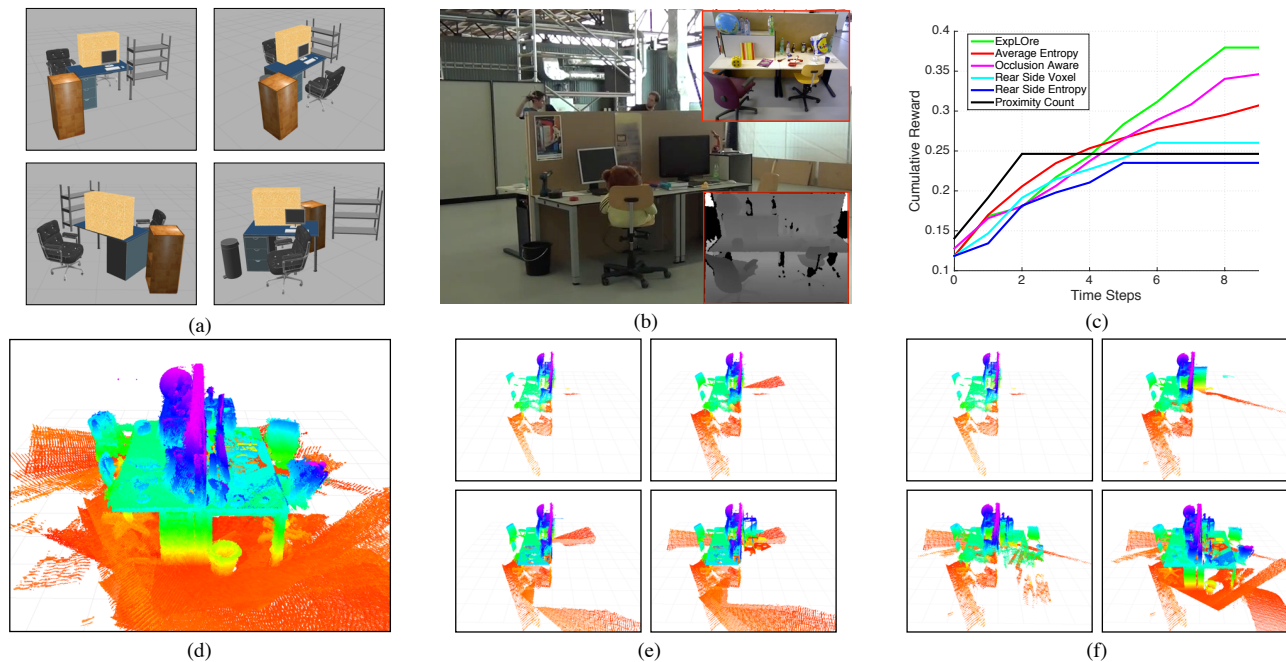 (a)
(b)
0.4
0.35
0.3
0.25
0.2
0.15
0.1
0
2
4
6
8
Cumulative Reward
Time Steps
ExpLOre
Average Entropy
Occlusion Aware
Rear Side Voxel
Rear Side Entropy
Proximity Count
(c)
(d)
(e)
(f)